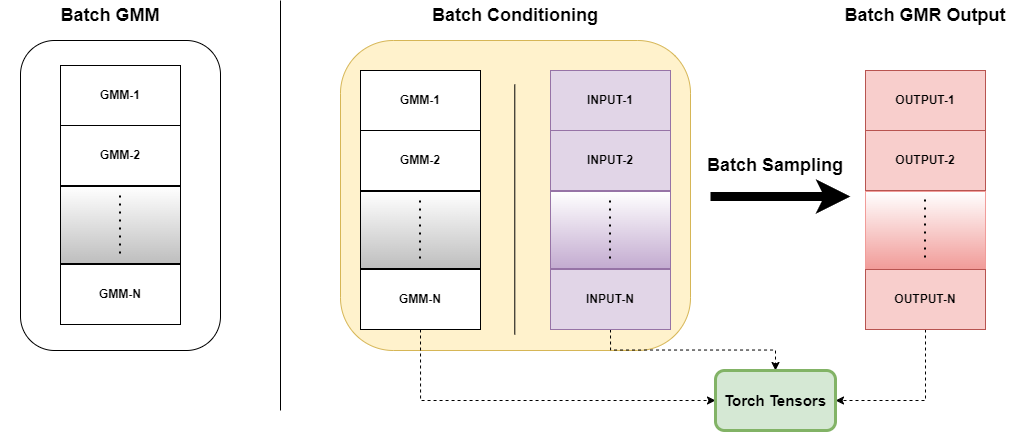 Batch GMM
GMM-1
GMM-2
GMM-N
Batch Conditioning
GMM-1
GMM-2
GMM-N
INPUT-1
INPUT-2
INPUT-N
Batch Sampling
Batch GMR Output
OUTPUT-1
OUTPUT-2
OUTPUT-N
Torch Tensors